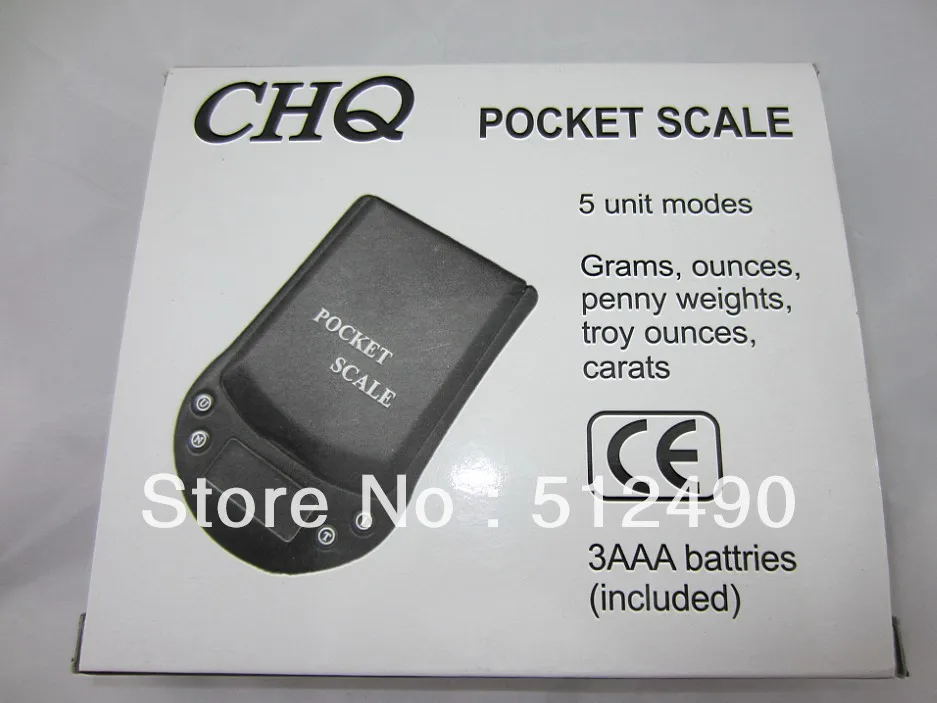 CHQ POCKET SCALE
5 unit modes
Grams, ounces,
penny weights,
troy ounces,
carats
POCKET
SCALE
U
N
T
CE
Store No : 512490
3AAA battries
(included)